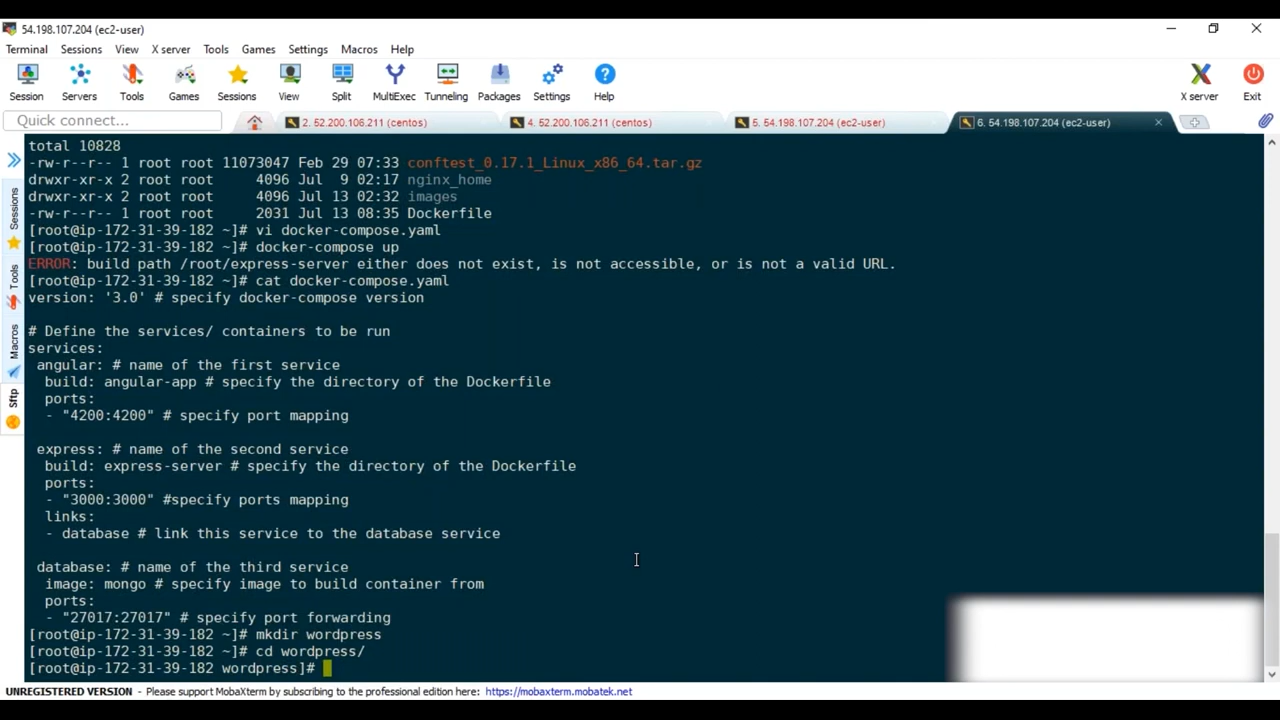 54.198.107.204 (ec2-user)
Terminal Sessions View X server Tools Games Settings Macros Help
Session Servers Tools Games Sessions View Split MultiExec Tunneling Packages Settings Help X server Exit
Quick connect...
2. 52.200.106.211 (centos)
4. 52.200.106.211 (centos)
5. 54.198.107.204 (ec2-user)
6. 54.198.107.204 (ec2-user)
Sessions
Tools
Macros
Sftp
total 10828
-rw-r--r-- 1 root root 11073047 Feb 29 07:33 conftest_0.17.1_Linux_x86_64.tar.gz
drwxr-xr-x 2 root root     4096 Jul  9 02:17 nginx_home
drwxr-xr-x 2 root root     4096 Jul 13 02:32 images
-rw-r--r-- 1 root root     2031 Jul 13 08:35 Dockerfile
[root@ip-172-31-39-182 ~]# vi docker-compose.yaml
[root@ip-172-31-39-182 ~]# docker-compose up
ERROR: build path /root/express-server either does not exist, is not accessible, or is not a valid URL.
[root@ip-172-31-39-182 ~]# cat docker-compose.yaml
version: '3.0' # specify docker-compose version
# Define the services/ containers to be run
services:
 angular: # name of the first service
  build: angular-app # specify the directory of the Dockerfile
  ports:
  - "4200:4200" # specify port mapping
 express: # name of the second service
  build: express-server # specify the directory of the Dockerfile
  ports:
  - "3000:3000" #specify ports mapping
  links:
  - database # link this service to the database service
 database: # name of the third service
  image: mongo # specify image to build container from
  ports:
  - "27017:27017" # specify port forwarding
[root@ip-172-31-39-182 ~]# mkdir wordpress
[root@ip-172-31-39-182 ~]# cd wordpress/
[root@ip-172-31-39-182 wordpress]#
UNREGISTERED VERSION - Please support MobaXterm by subscribing to the professional edition here: https://mobaxterm.mobatek.net